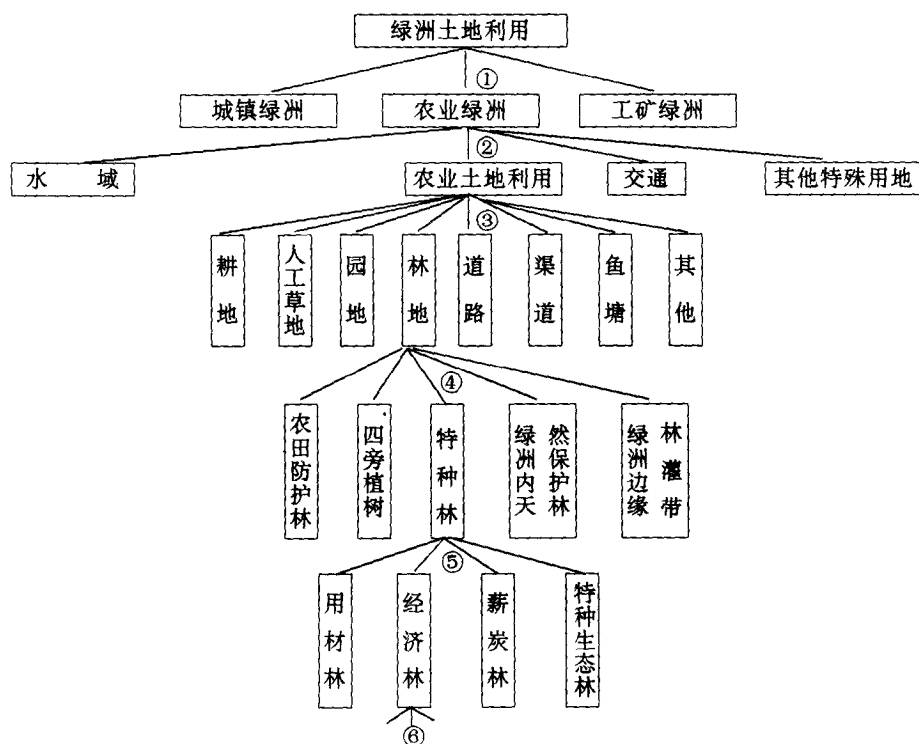 绿洲土地利用
①
城镇绿洲 农业绿洲 工矿绿洲
②
水 域 农业土地利用 交通 其他特殊用地
③
耕地 人工草地 园地 林地 道路 渠道 鱼塘 其他
④
农田防护林 四旁植树 特种林 绿洲内天然保护林 绿洲边缘林灌带
⑤
用材林 经济林 薪炭林 特种生态林
⑥